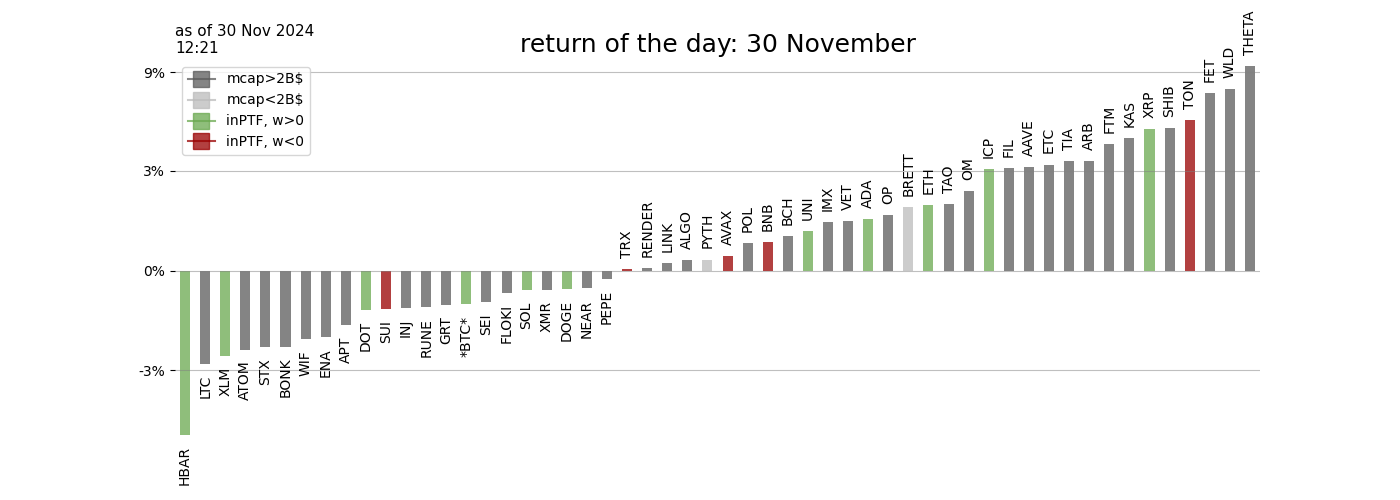 as of 30 Nov 2024
12:21
return of the day: 30 November
9%
3%
0%
-3%
mcap>2B$
mcap<2B$
inPTF, w>0
inPTF, w<0
HBAR
LTC
XLM
ATOM
STX
BONK
WIF
ENA
APT
DOT
SUI
INJ
RUNE
GRT
*BTC*
SEI
FLOKI
SOL
XMR
DOGE
NEAR
PEPE
TRX
RENDER
LINK
ALGO
PYTH
AVAX
POL
BNB
BCH
UNI
IMX
VET
ADA
OP
BRETT
ETH
TAO
OM
ICP
FIL
AAVE
ETC
TIA
ARB
FTM
KAS
XRP
SHIB
TON
FET
WLD
THETA